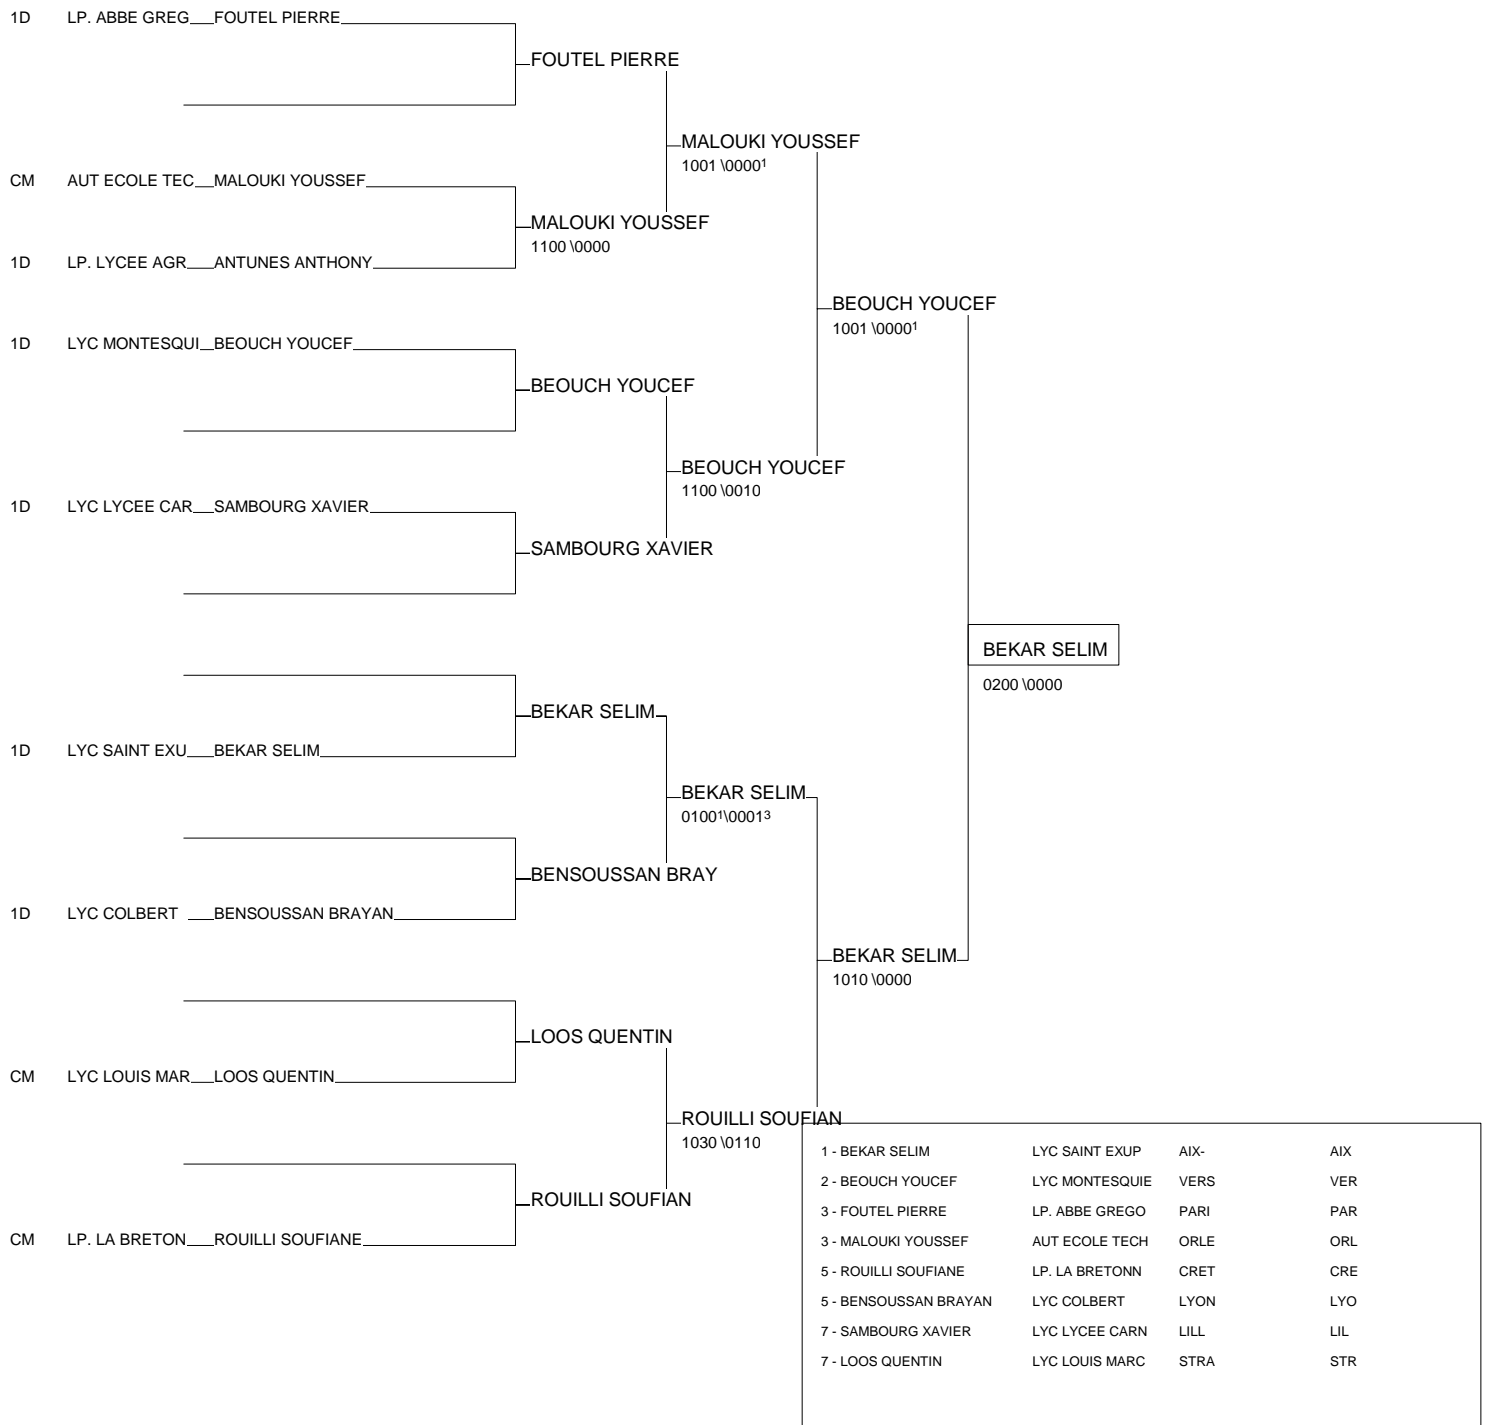 1D LP. ABBE GREG FOUTEL PIERRE
FOUTEL PIERRE
MALOUKI YOUSSEF
1001 \0000¹
CM AUT ECOLE TEC MALOUKI YOUSSEF
MALOUKI YOUSSEF
1100 \0000
1D LP. LYCEE AGR ANTUNES ANTHONY
BEOUCH YOUCEF
1001 \0000¹
1D LYC MONTESQUI BEOUCH YOUCEF
BEOUCH YOUCEF
BEOUCH YOUCEF
1100 \0010
1D LYC LYCEE CAR SAMBOURG XAVIER
SAMBOURG XAVIER
BEKAR SELIM
0200 \0000
BEKAR SELIM
1D LYC SAINT EXU BEKAR SELIM
BEKAR SELIM
0100¹\0001³
BENSOUSSAN BRAY
1D LYC COLBERT BENSOUSSAN BRAYAN
BEKAR SELIM
1010 \0000
LOOS QUENTIN
CM LYC LOUIS MAR LOOS QUENTIN
ROUILLI SOUFIAN
1030 \0110
ROUILLI SOUFIAN
CM LP. LA BRETON ROUILLI SOUFIANE
1 - BEKAR SELIM LYC SAINT EXUP AIX- AIX
2 - BEOUCH YOUCEF LYC MONTESQUIE VERS VER
3 - FOUTEL PIERRE LP. ABBE GREGO PARI PAR
3 - MALOUKI YOUSSEF AUT ECOLE TECH ORLE ORL
5 - ROUILLI SOUFIANE LP. LA BRETONN CRET CRE
5 - BENSOUSSAN BRAYAN LYC COLBERT LYON LYO
7 - SAMBOURG XAVIER LYC LYCEE CARN LILL LIL
7 - LOOS QUENTIN LYC LOUIS MARC STRA STR